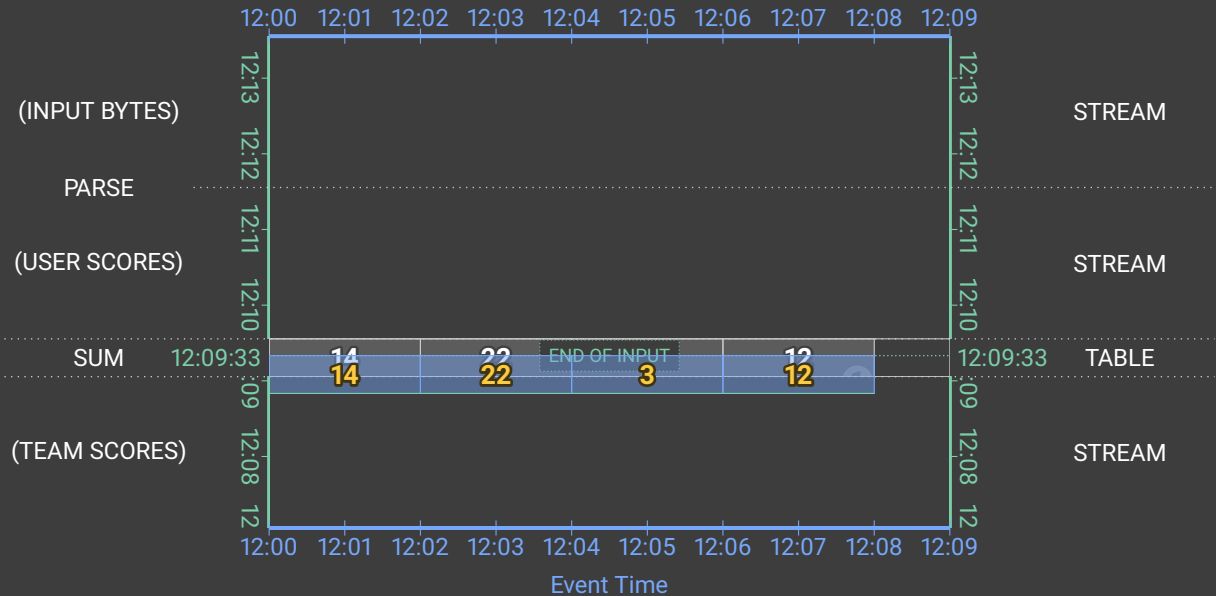 12:00 12:01 12:02 12:03 12:04 12:05 12:06 12:07 12:08 12:09
12:13 12:13
(INPUT BYTES) STREAM
12:12 12:12
PARSE
12:11 12:11
(USER SCORES) STREAM
12:10 12:10
SUM 12:09:33 14 22 END OF INPUT 12 12:09:33 TABLE
14 22 3 12
:09 :09
(TEAM SCORES) STREAM
12:08 12:08
12 12
12:00 12:01 12:02 12:03 12:04 12:05 12:06 12:07 12:08 12:09
Event Time